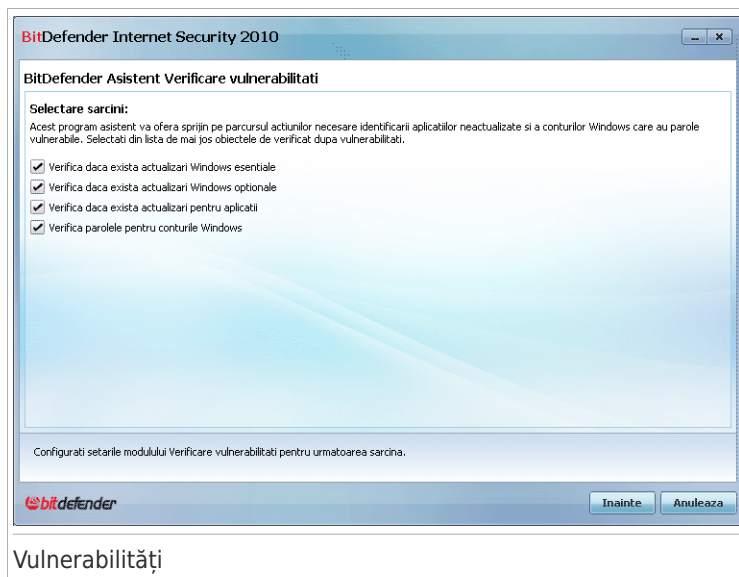 BitDefender Internet Security 2010
BitDefender Asistent Verificare vulnerabilitati
Selectare sarcini:
Acest program asistent va ofera sprijin pe parcursul actiunilor necesare identificarii aplicatiilor neactualizate si a conturilor Windows care au parole
vulnerabile. Selectati din lista de mai jos obiectele de verificat dupa vulnerabilitati.
Verifica daca exista actualizari Windows esentiale
Verifica daca exista actualizari Windows optionale
Verifica daca exista actualizari pentru aplicatii
Verifica parolele pentru conturile Windows
Configurati setarile modulului Verificare vulnerabilitati pentru urmatoarea sarcina.
bitdefender
Inainte
Anuleaza
Vulnerabilități